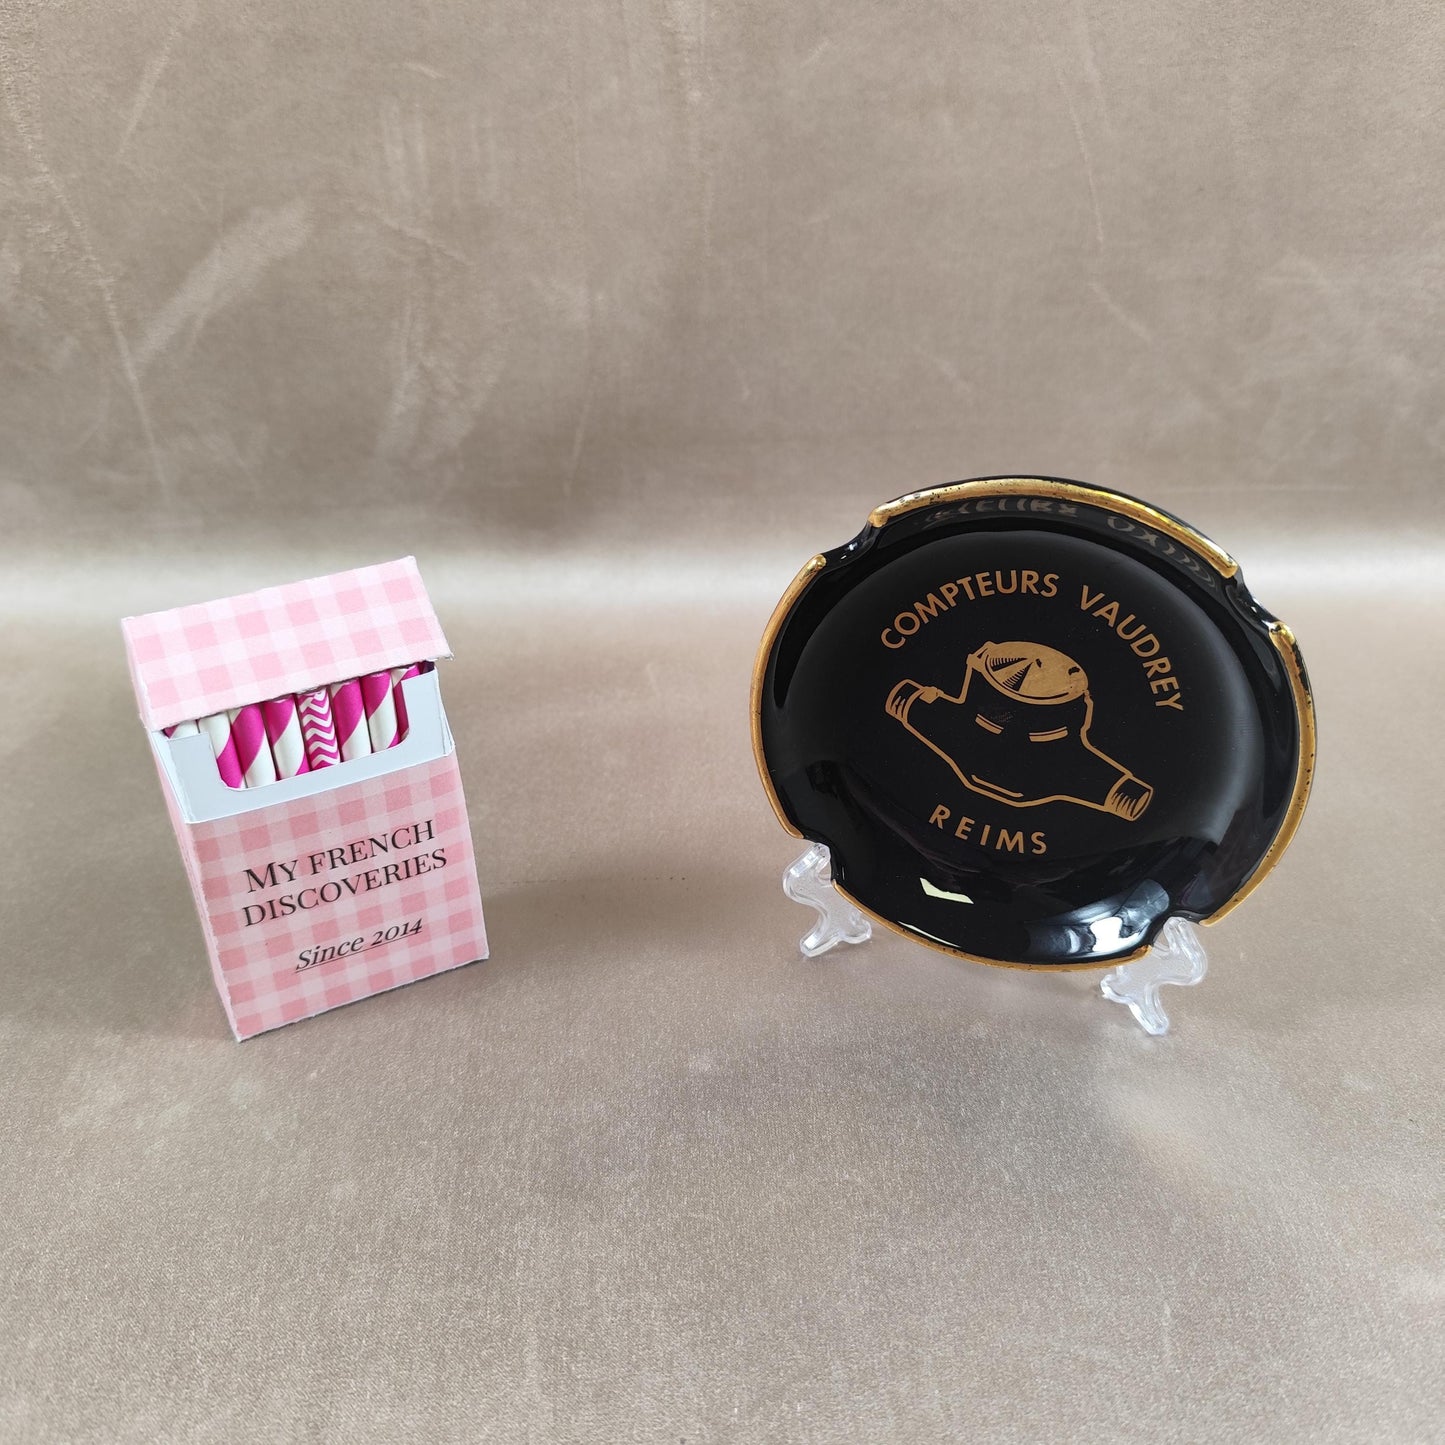 MY FRENCH
DISCOVERIES
Since 2014
COMPTEURS VAUDREY
REIMS